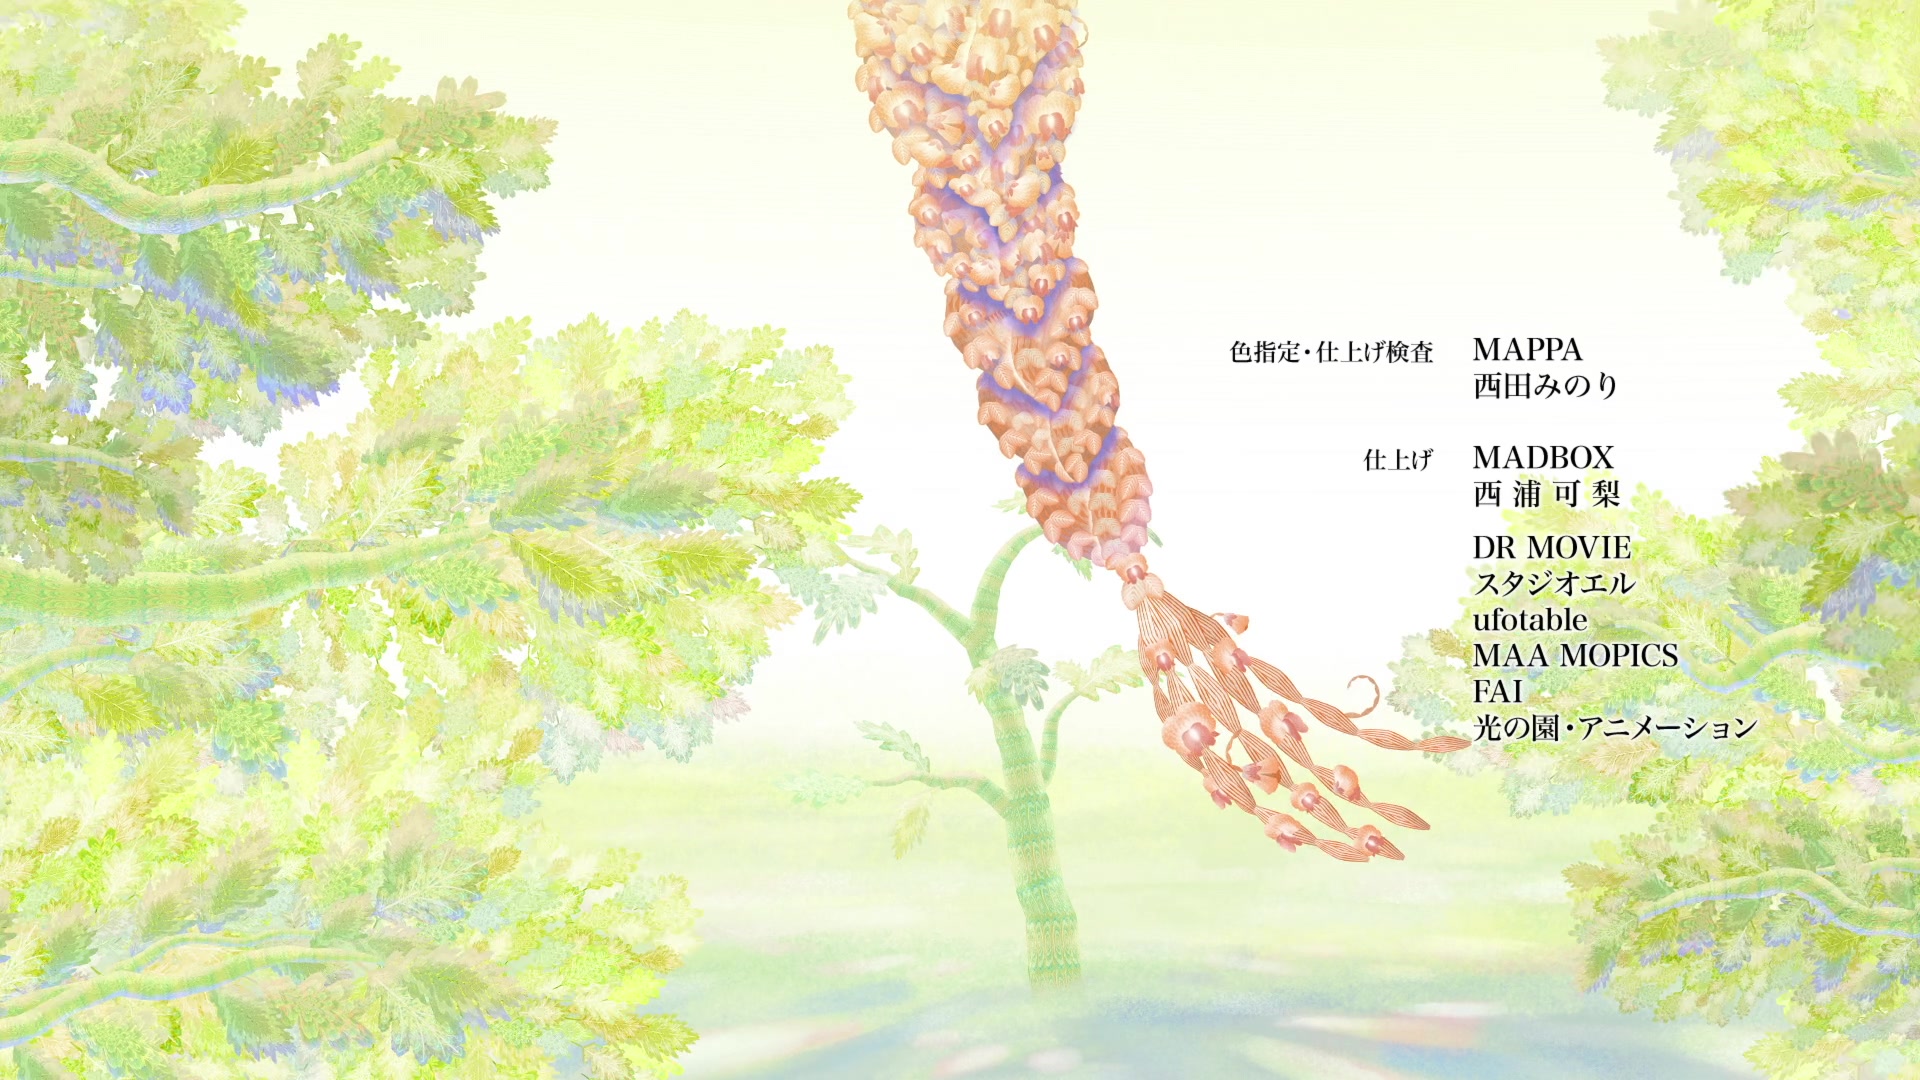 色指定・仕上げ検査 MAPPA
西田みのり
仕上げ MADBOX
西浦可梨
DR MOVIE
スタジオエル
ufotable
MAA MOPICS
FAI
光の園・アニメーション